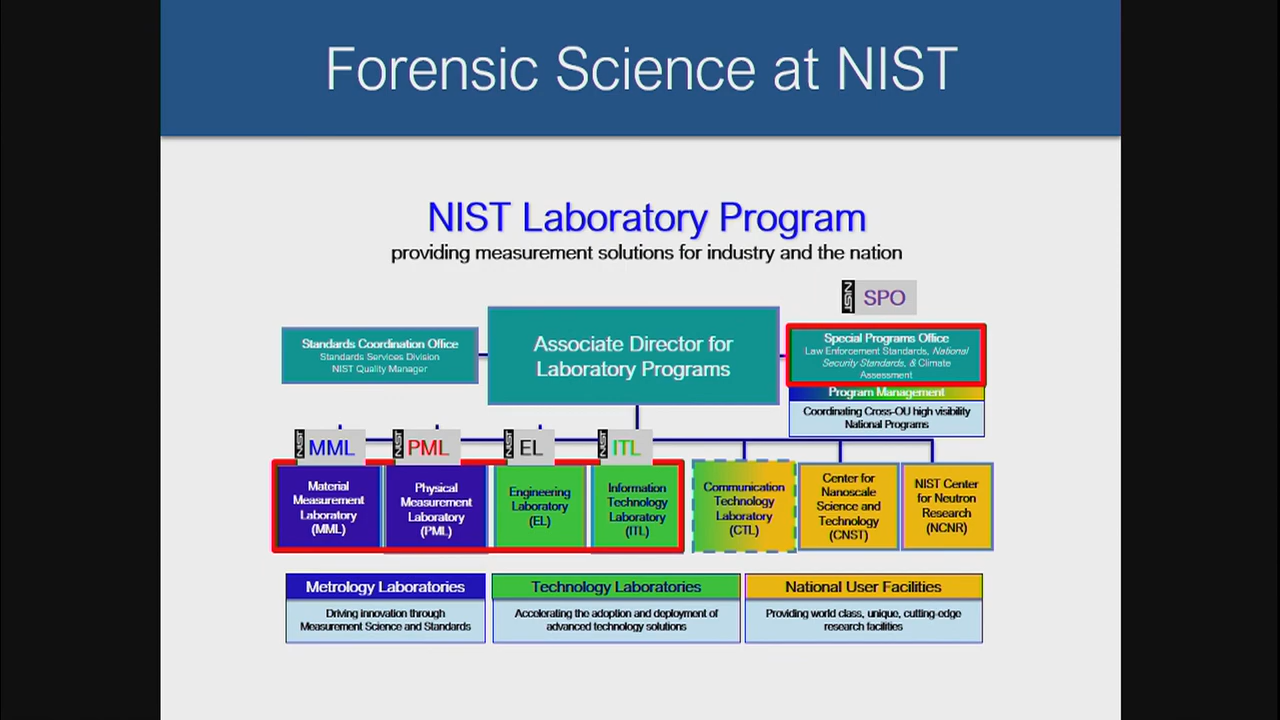 Forensic Science at NIST
NIST Laboratory Program
providing measurement solutions for industry and the nation
NIST SPO
Standards Coordination Office
Standards Services Division
NIST Quality Manager
Associate Director for
Laboratory Programs
Special Programs Office
Law Enforcement Standards, National
Security Standards, & Climate
Assessment
Program Management
Coordinating Cross-OU high visibility
National Programs
NIST MML
NIST PML
NIST EL
NIST ITL
Material
Measurement
Laboratory
(MML)
Physical
Measurement
Laboratory
(PML)
Engineering
Laboratory
(EL)
Information
Technology
Laboratory
(ITL)
Communication
Technology
Laboratory
(CTL)
Center for
Nanoscale
Science and
Technology
(CNST)
NIST Center
for Neutron
Research
(NCNR)
Metrology Laboratories
Driving innovation through
Measurement Science and Standards
Technology Laboratories
Accelerating the adoption and deployment of
advanced technology solutions
National User Facilities
Providing world class, unique, cutting-edge
research facilities